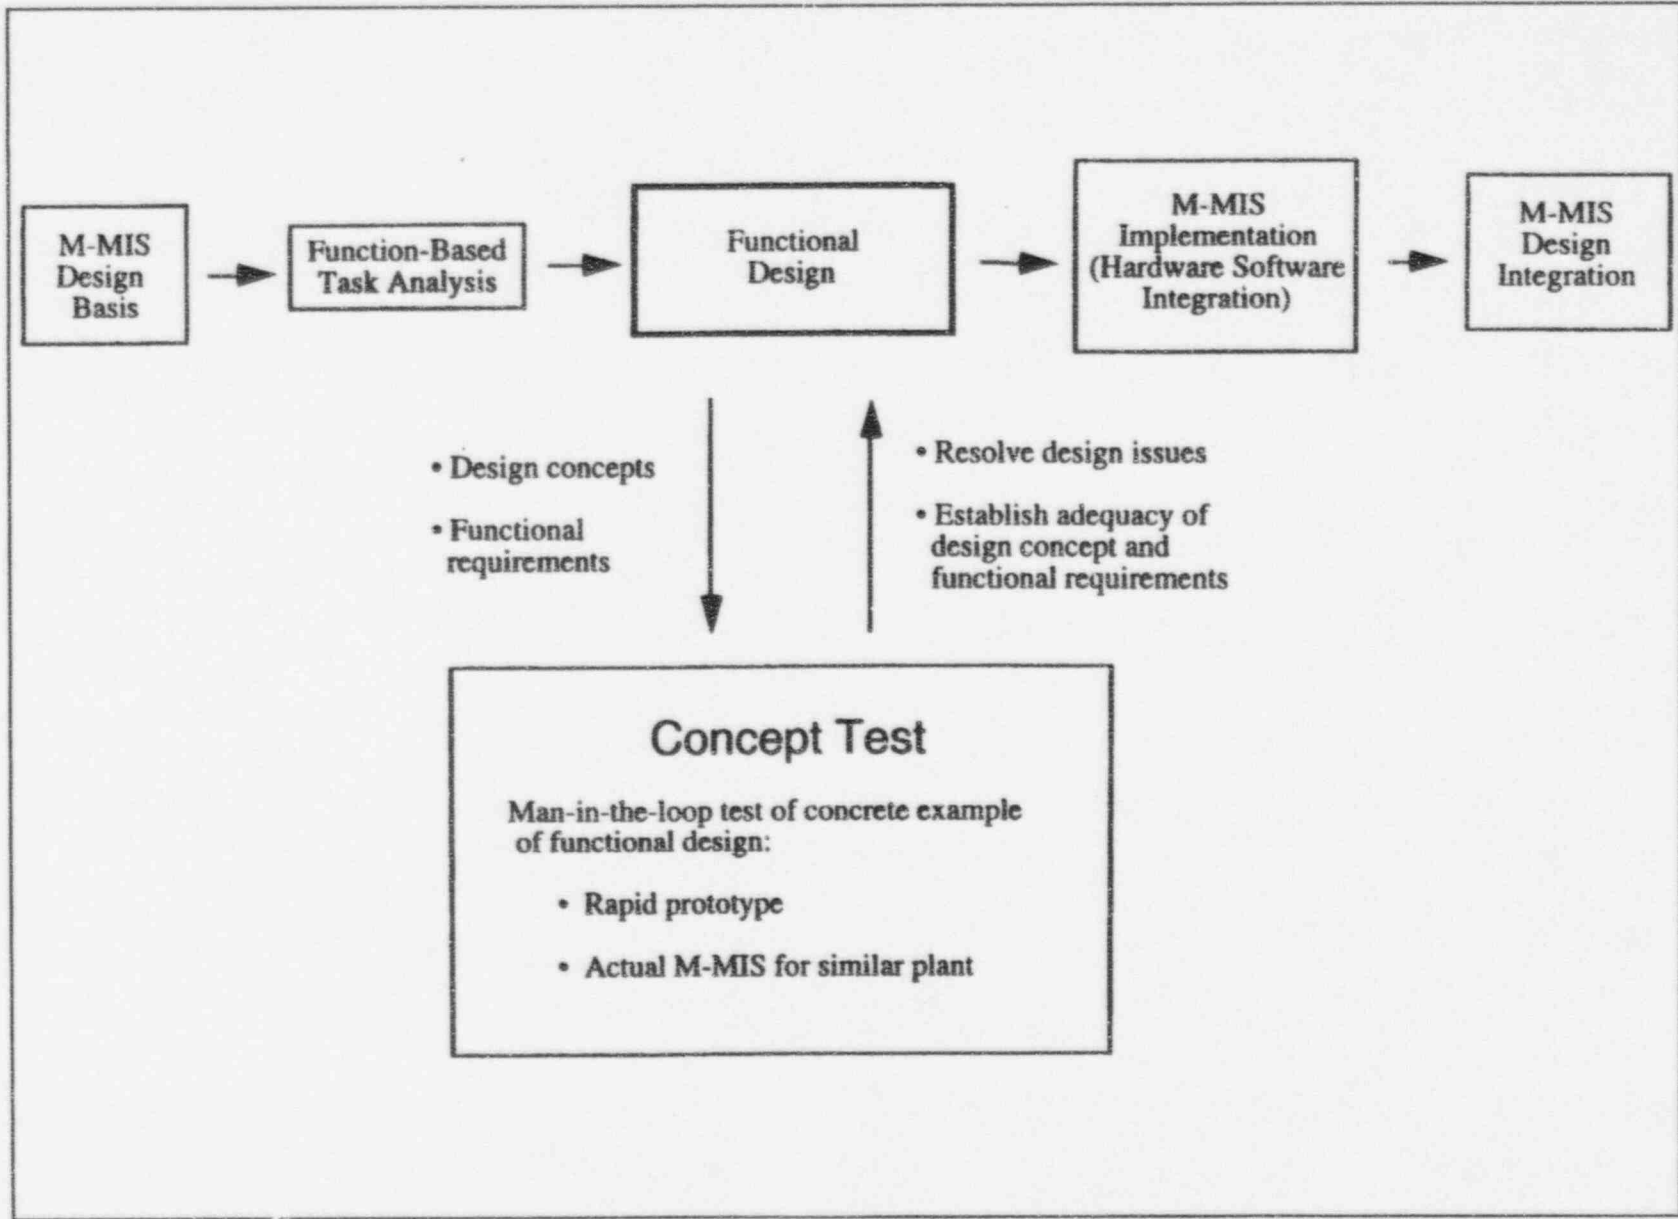 M-MIS
Design
Basis
Function-Based
Task Analysis
Functional
Design
M-MIS
Implementation
(Hardware Software
Integration)
M-MIS
Design
Integration
• Design concepts
• Functional
requirements
• Resolve design issues
• Establish adequacy of
design concept and
functional requirements
Concept Test
Man-in-the-loop test of concrete example
of functional design:
• Rapid prototype
• Actual M-MIS for similar plant